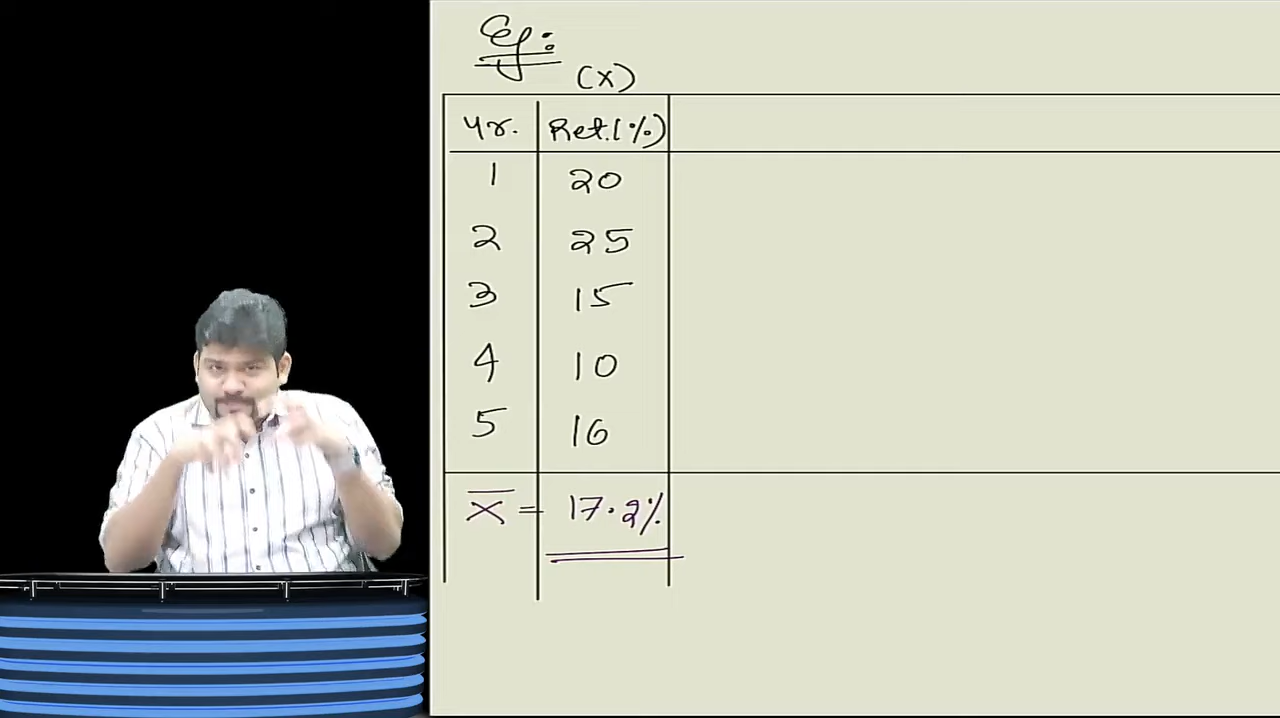 Eg:
(X)
Yr. Ret.(%)
1 20
2 25
3 15
4 10
5 16
X̅ = 17.2%